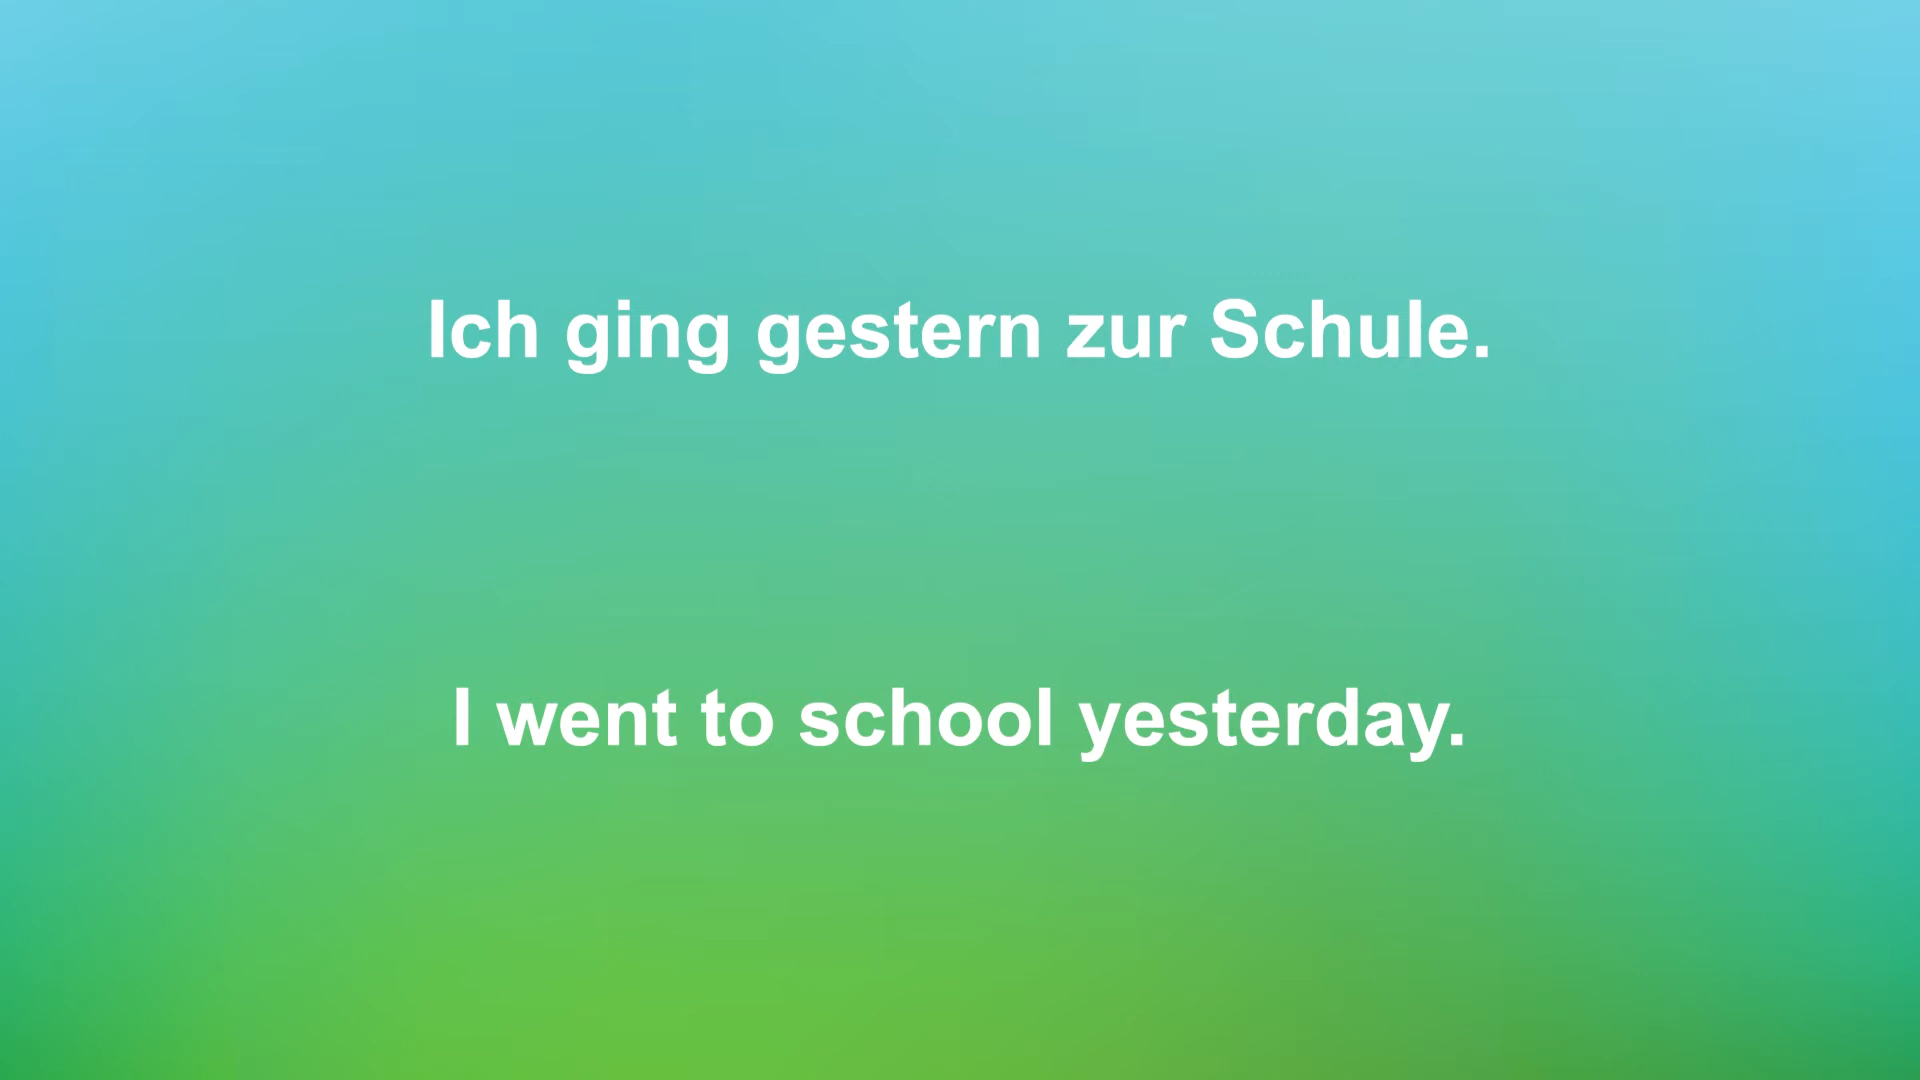 Ich ging gestern zur Schule.
I went to school yesterday.